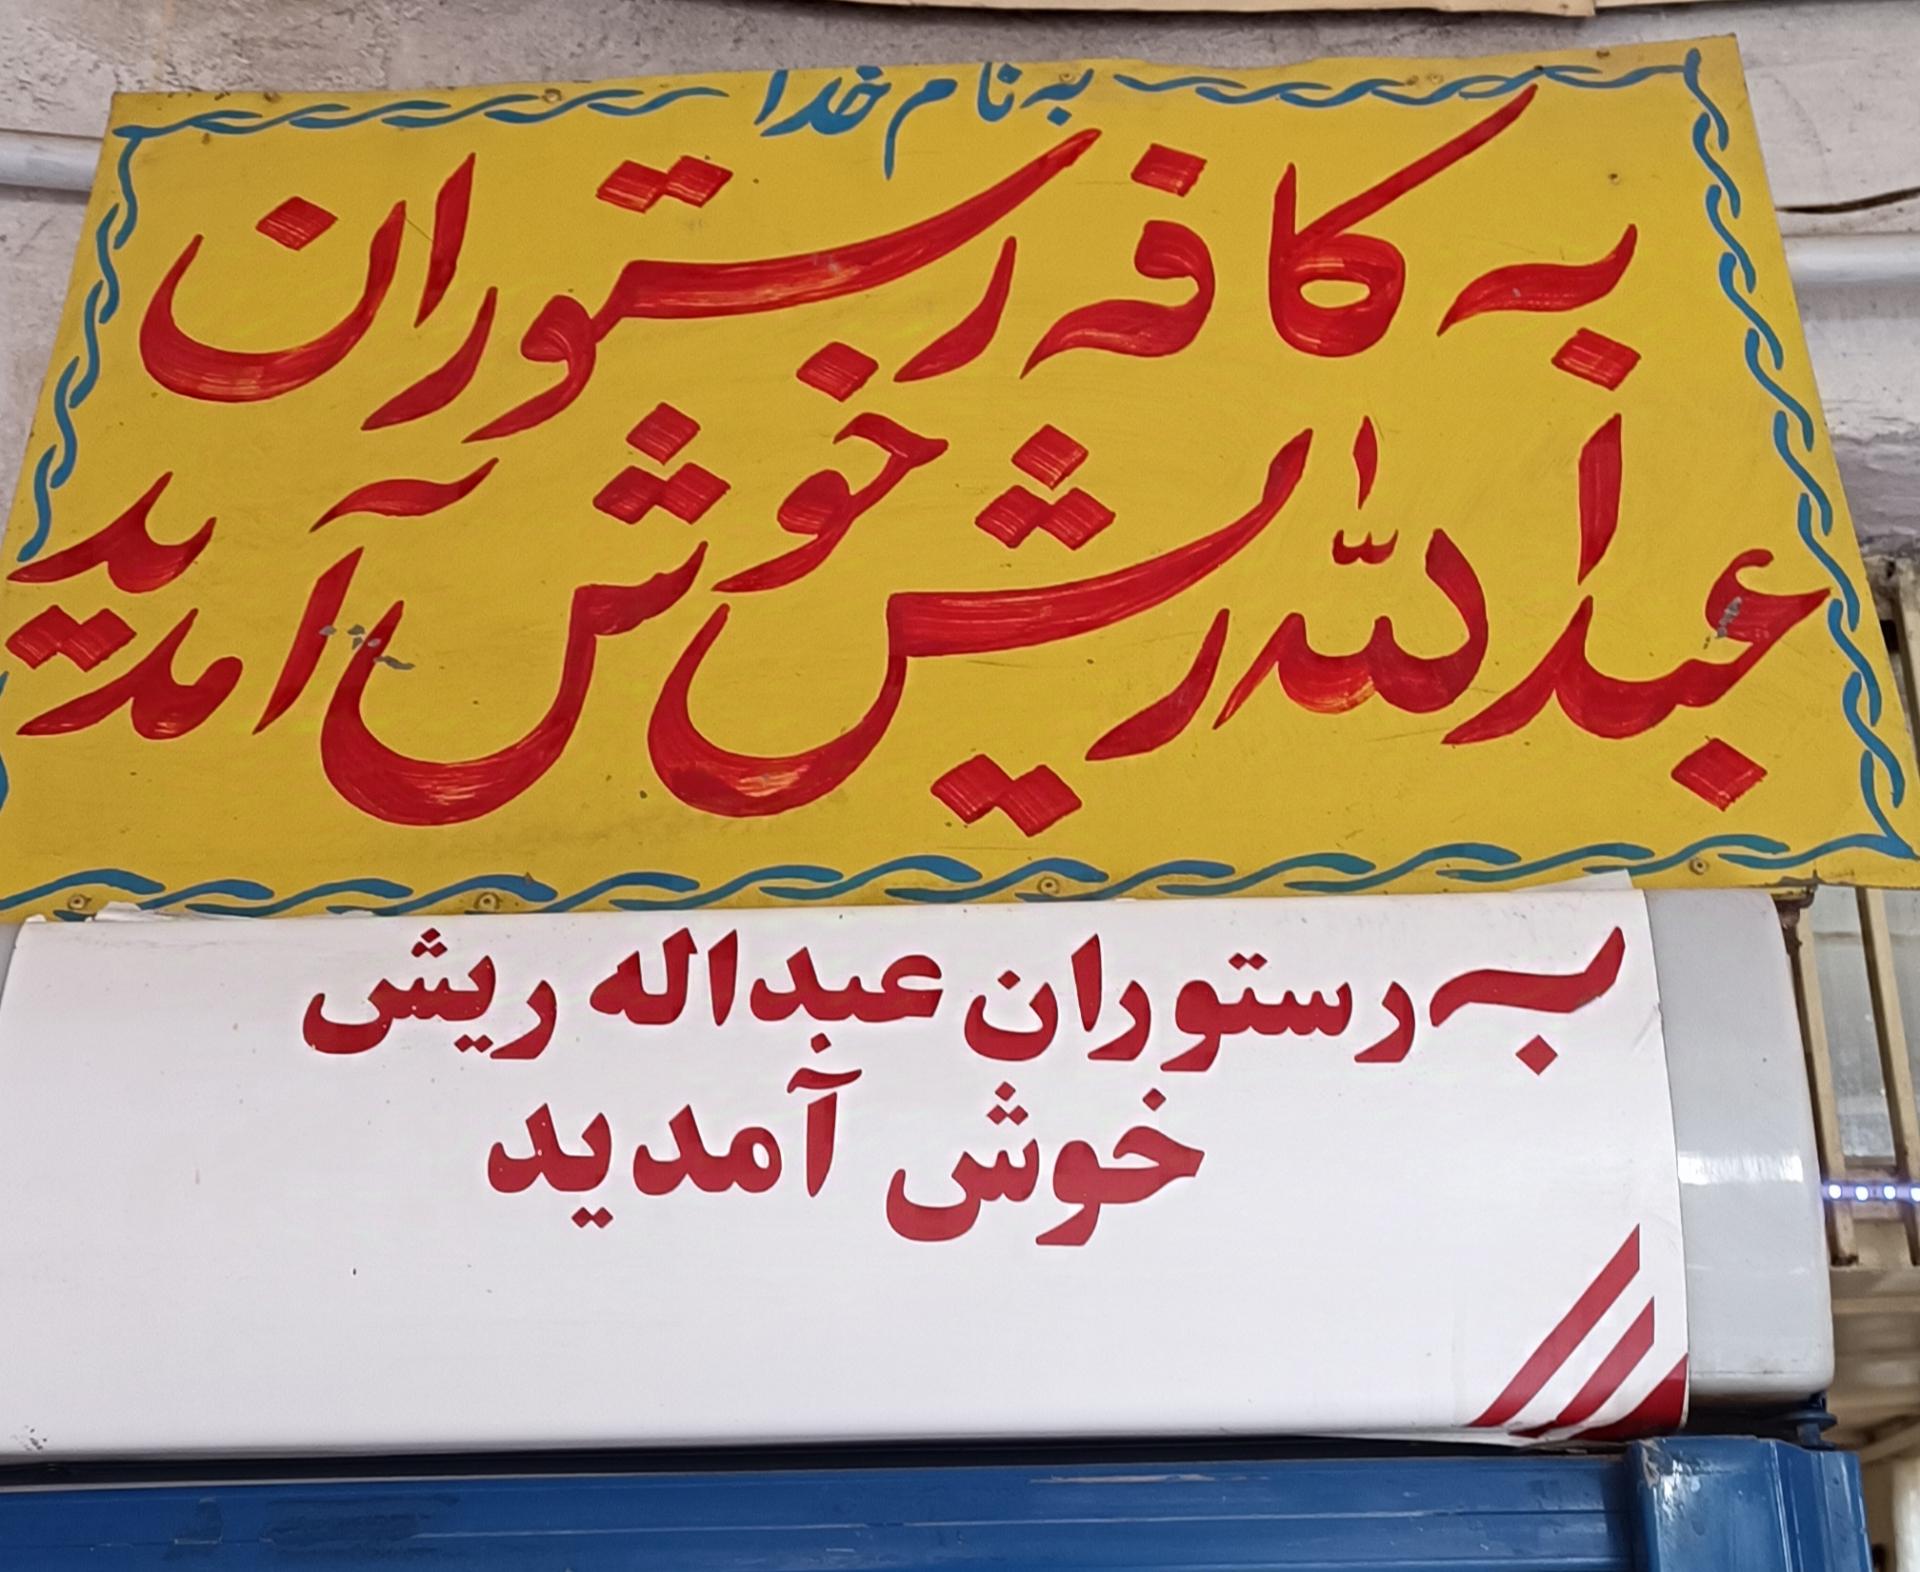 به نام خدا
به کافه رستوران
عبدالله ریش خوش آمدید
به رستوران عبداله ریش
خوش آمدید